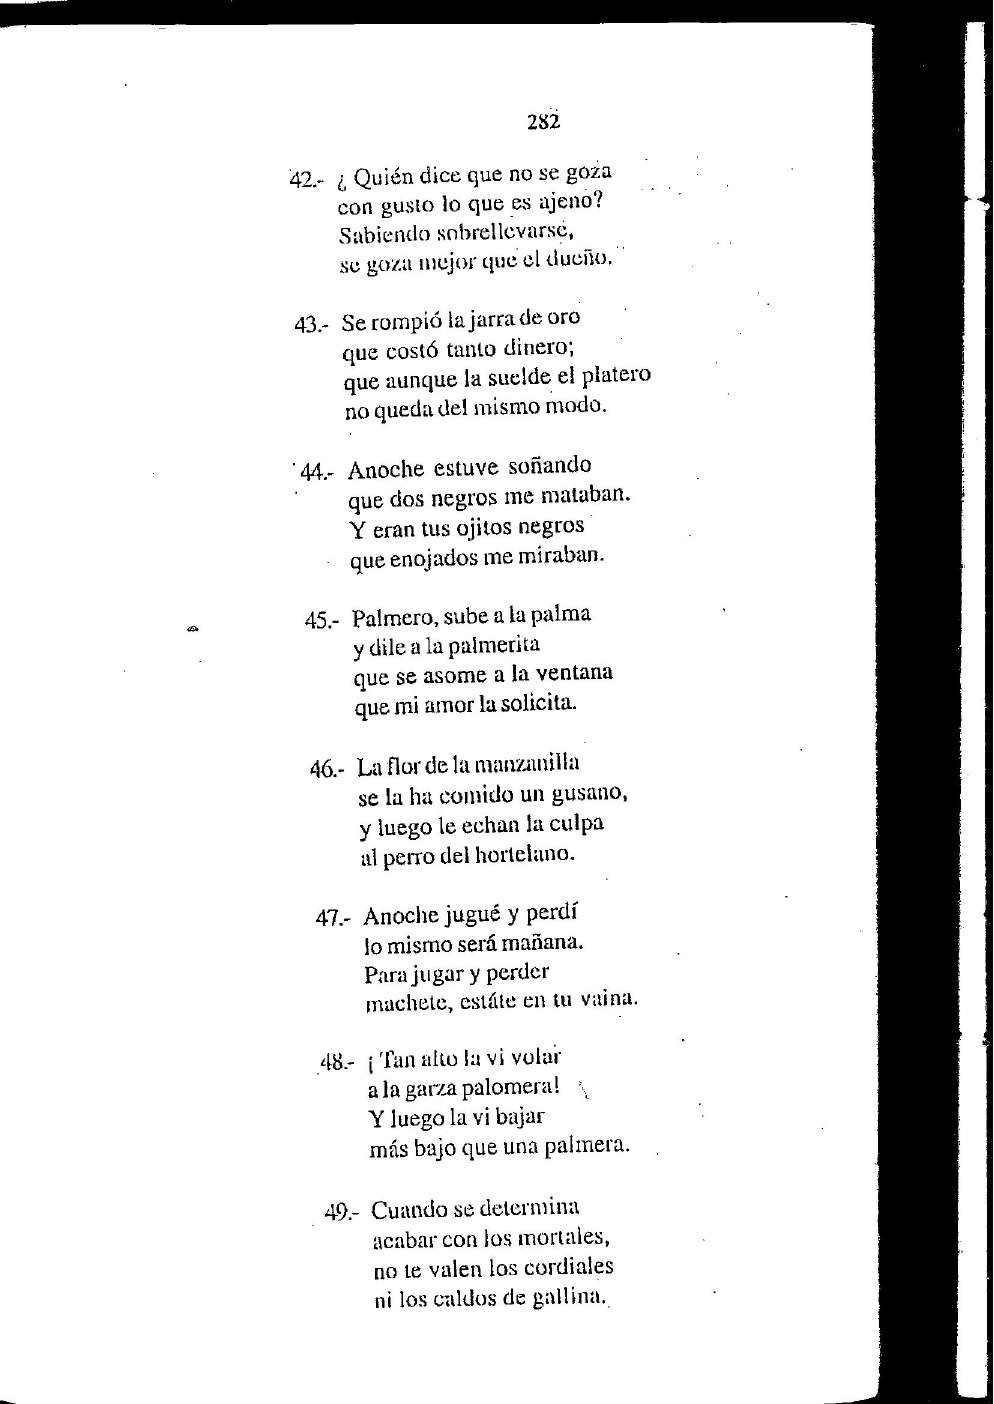 282
42.- ¿ Quién dice que no se goza
con gusto lo que es ajeno?
Sabiendo sobrellevarse,
se goza mejor que el dueño.
43.- Se rompió la jarra de oro
que costó tanto dinero;
que aunque la suelde el platero
no queda del mismo modo.
44.- Anoche estuve soñando
que dos negros me mataban.
Y eran tus ojitos negros
que enojados me miraban.
45.- Palmero, sube a la palma
y dile a la palmerita
que se asome a la ventana
que mi amor la solicita.
46.- La flor de la manzanilla
se la ha comido un gusano,
y luego le echan la culpa
al perro del hortelano.
47.- Anoche jugué y perdí
lo mismo será mañana.
Para jugar y perder
machete, estáte en tu vaina.
48.- ¡ Tan alto la vi volar
a la garza palomera!
Y luego la vi bajar
más bajo que una palmera.
49.- Cuando se determina
acabar con los mortales,
no te valen los cordiales
ni los caldos de gallina.